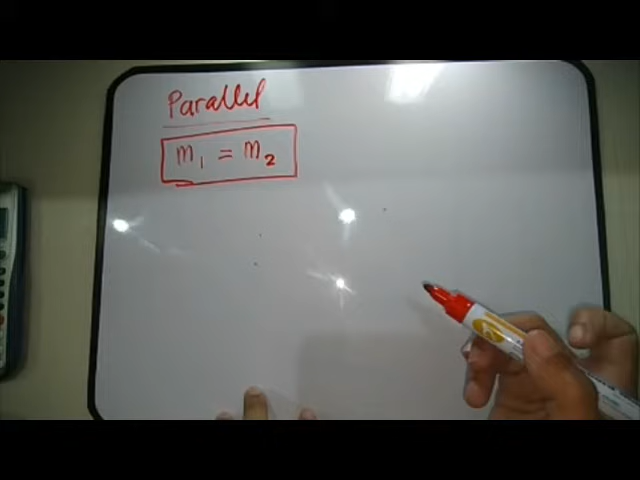 Parallel
m₁ = m₂